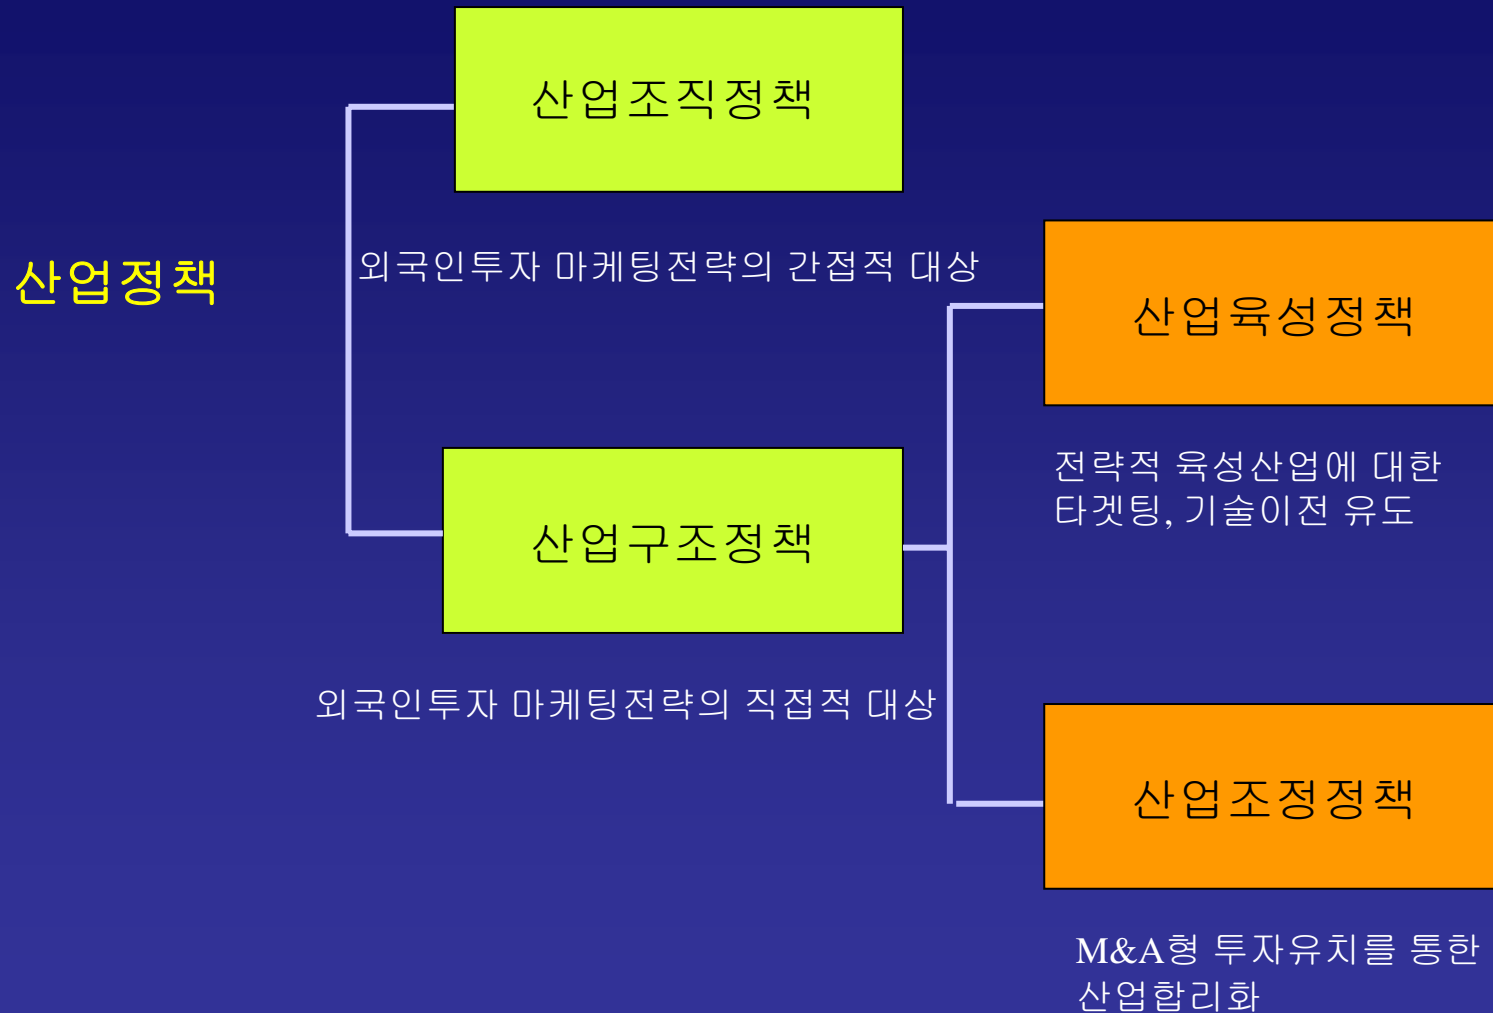 산업조직정책
산업정책
외국인투자 마케팅전략의 간접적 대상
산업육성정책
전략적 육성산업에 대한
타겟팅, 기술이전 유도
산업구조정책
외국인투자 마케팅전략의 직접적 대상
산업조정정책
M&A형 투자유치를 통한
산업합리화